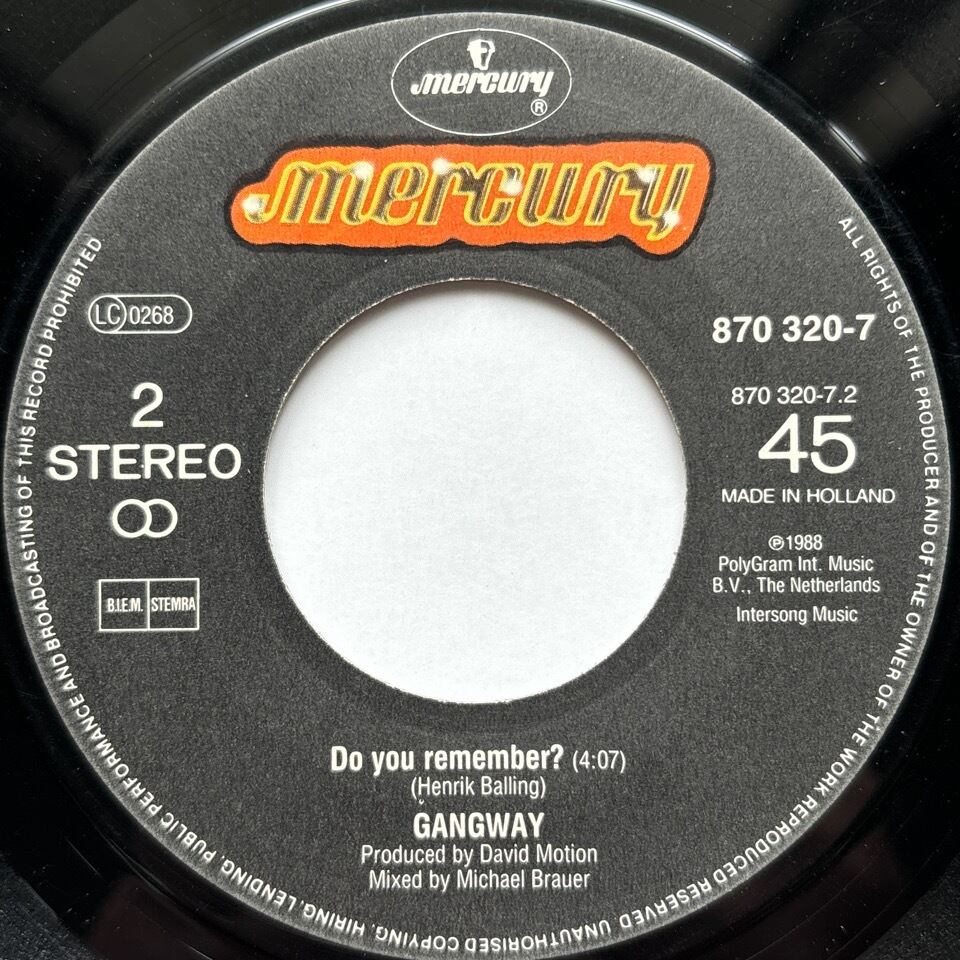 mercury
®
mercury
LC 0268
2
STEREO
B.I.E.M. STEMRA
870 320-7
870 320-7.2
45
MADE IN HOLLAND
℗1988
PolyGram Int. Music
B.V., The Netherlands
Intersong Music
Do you remember? (4:07)
(Henrik Balling)
GANGWAY
Produced by David Motion
Mixed by Michael Brauer
ALL RIGHTS OF THE PRODUCER AND OF THE OWNER OF THE WORK REPRODUCED RESERVED UNAUTHORISED COPYING, HIRING, LENDING, PUBLIC PERFORMANCE AND BROADCASTING OF THIS RECORD PROHIBITED